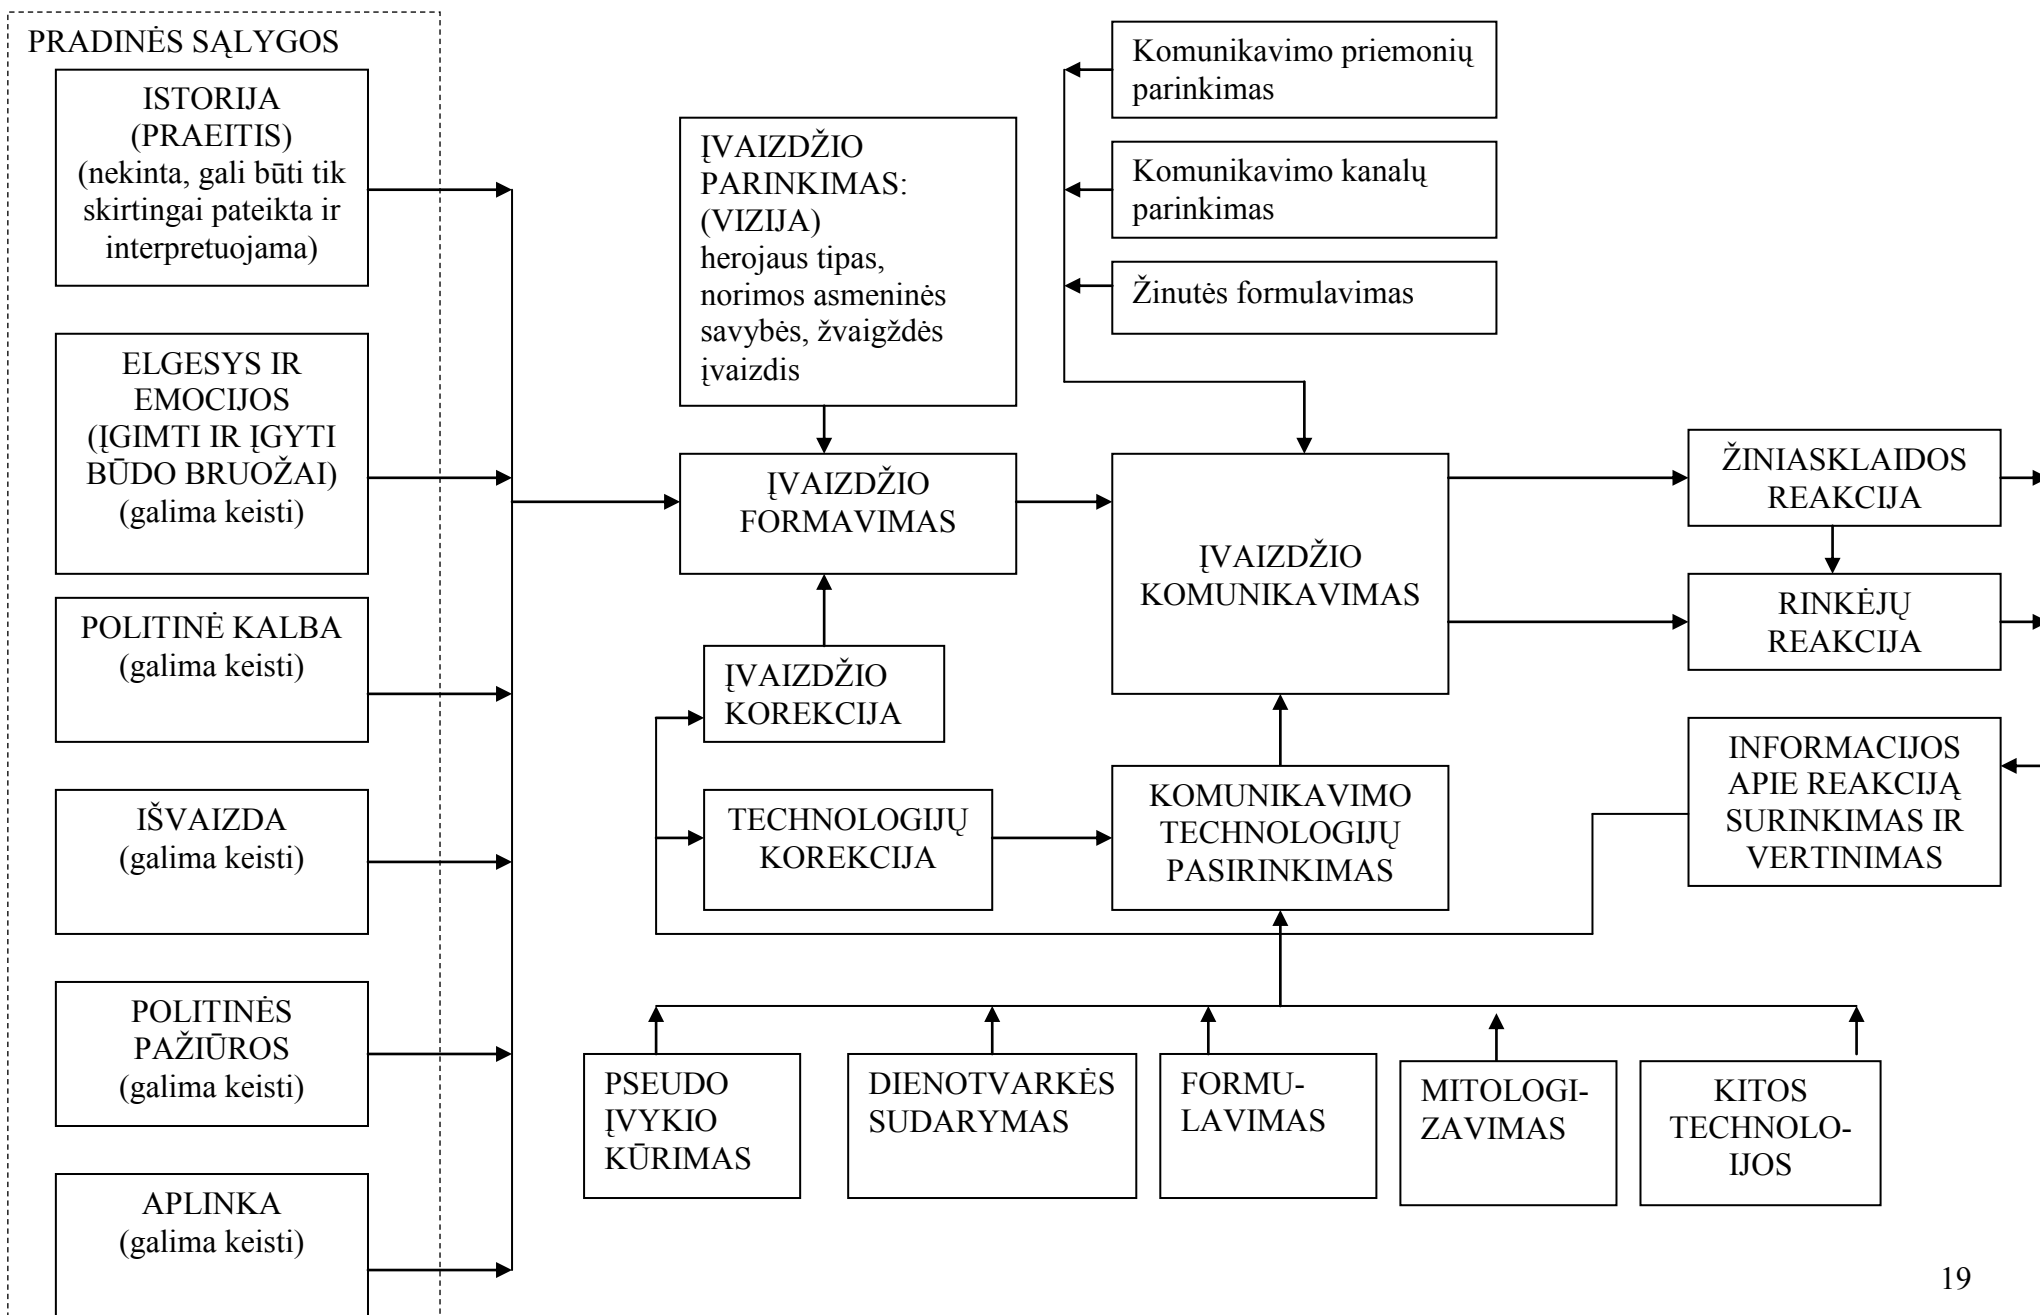 PRADINĖS SĄLYGOS
ISTORIJA
(PRAEITIS)
(nekinta, gali būti tik
skirtingai pateikta ir
interpretuojama)
ELGESYS IR
EMOCIJOS
(ĮGIMTI IR ĮGYTI
BŪDO BRUOŽAI)
(galima keisti)
POLITINĖ KALBA
(galima keisti)
IŠVAIZDA
(galima keisti)
POLITINĖS
PAŽIŪROS
(galima keisti)
APLINKA
(galima keisti)
ĮVAIZDŽIO
PARINKIMAS:
(VIZIJA)
herojaus tipas,
norimos asmeninės
savybės, žvaigždės
įvaizdis
ĮVAIZDŽIO
FORMAVIMAS
ĮVAIZDŽIO
KOREKCIJA
TECHNOLOGIJŲ
KOREKCIJA
Komunikavimo priemonių
parinkimas
Komunikavimo kanalų
parinkimas
Žinutės formulavimas
ĮVAIZDŽIO
KOMUNIKAVIMAS
KOMUNIKAVIMO
TECHNOLOGIJŲ
PASIRINKIMAS
ŽINIASKLAIDOS
REAKCIJA
RINKĖJŲ
REAKCIJA
INFORMACIJOS
APIE REAKCIJĄ
SURINKIMAS IR
VERTINIMAS
PSEUDO
ĮVYKIO
KŪRIMAS
DIENOTVARKĖS
SUDARYMAS
FORMU-
LAVIMAS
MITOLOGI-
ZAVIMAS
KITOS
TECHNOLO-
IJOS
19